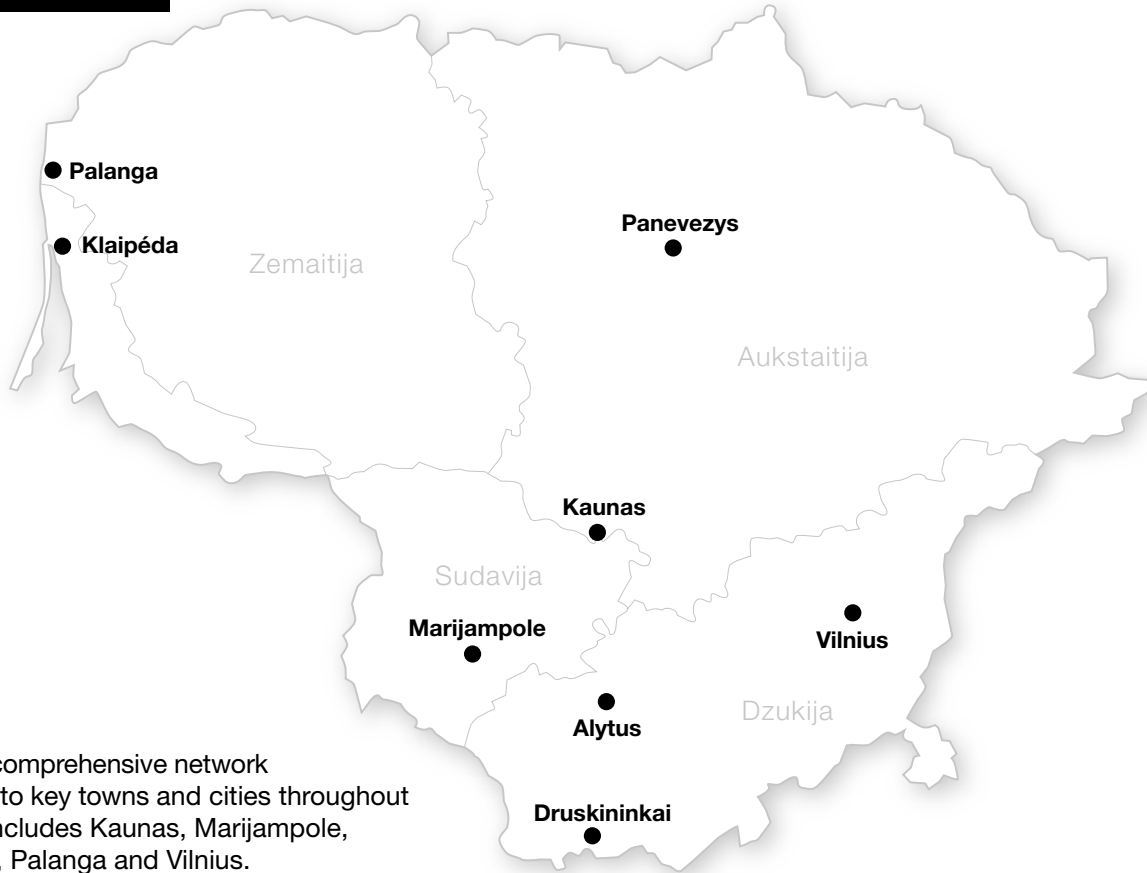 Palanga
Panevezys
Klaipéda
Zemaitija
Aukstaitija
Kaunas
Sudavija
Marijampole
Vilnius
Dzukija
Alytus
comprehensive network
to key towns and cities throughout
ncludes Kaunas, Marijampole,
, Palanga and Vilnius.
Druskininkai